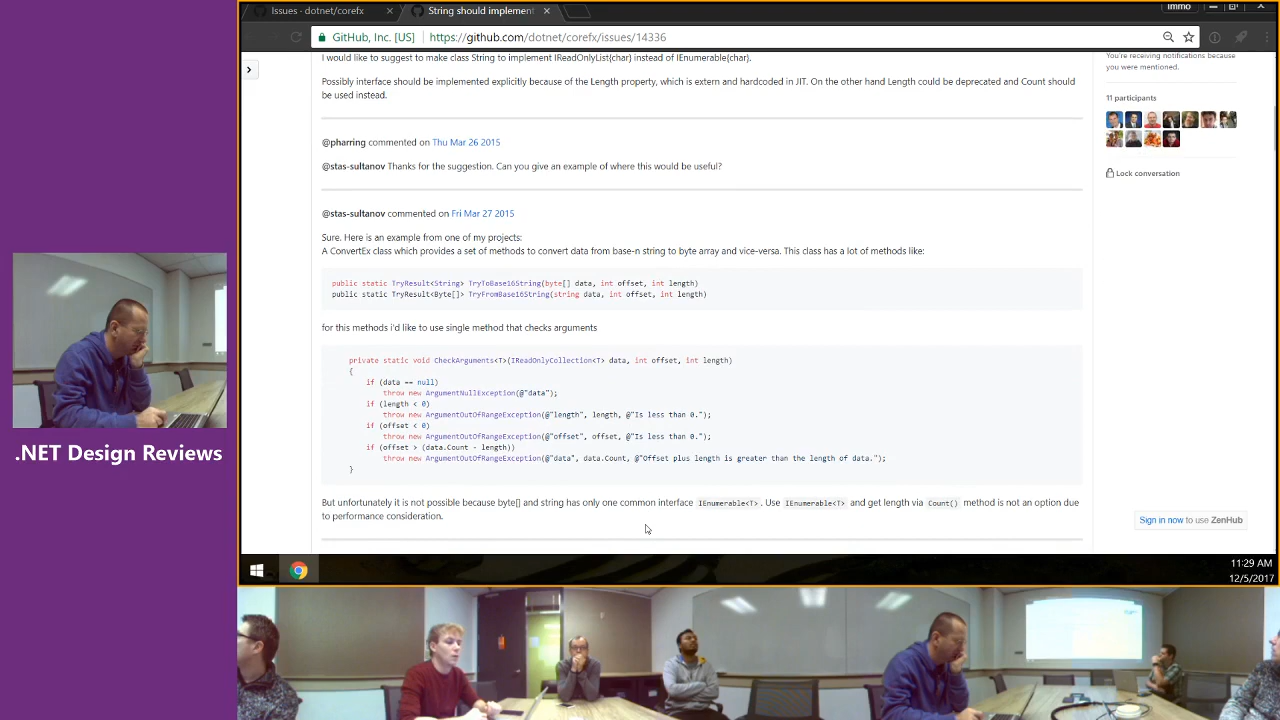 Issues - dotnet/corefx
String should implement
Immo
GitHub, Inc. [US]
https://github.com/dotnet/corefx/issues/14336
I would like to suggest to make class String to implement IReadOnlyList{char} instead of IEnumerable{char}.
Possibly interface should be implemented explicitly because of the Length property, which is extern and hardcoded in JIT. On the other hand Length could be deprecated and Count should
be used instead.
@pharring commented on Thu Mar 26 2015
@stas-sultanov Thanks for the suggestion. Can you give an example of where this would be useful?
@stas-sultanov commented on Fri Mar 27 2015
Sure. Here is an example from one of my projects:
A ConvertEx class which provides a set of methods to convert data from base-n string to byte array and vice-versa. This class has a lot of methods like:
public static TryResult<String> TryToBase16String(byte[] data, int offset, int length)
public static TryResult<Byte[]> TryFromBase16String(string data, int offset, int length)
for this methods i'd like to use single method that checks arguments
private static void CheckArguments<T>(IReadOnlyCollection<T> data, int offset, int length)
{
if (data == null)
throw new ArgumentNullException(@"data");
if (length < 0)
throw new ArgumentOutOfRangeException(@"length", length, @"Is less than 0.");
if (offset < 0)
throw new ArgumentOutOfRangeException(@"offset", offset, @"Is less than 0.");
if (offset > (data.Count - length))
throw new ArgumentOutOfRangeException(@"data", data.Count, @"Offset plus length is greater than the length of data.");
}
But unfortunately it is not possible because byte[] and string has only one common interface IEnumerable<T>. Use IEnumerable<T> and get length via Count() method is not an option due
to performance consideration.
You're receiving notifications because
you were mentioned.
11 participants
Lock conversation
Sign in now to use ZenHub
11:29 AM
12/5/2017
.NET Design Reviews